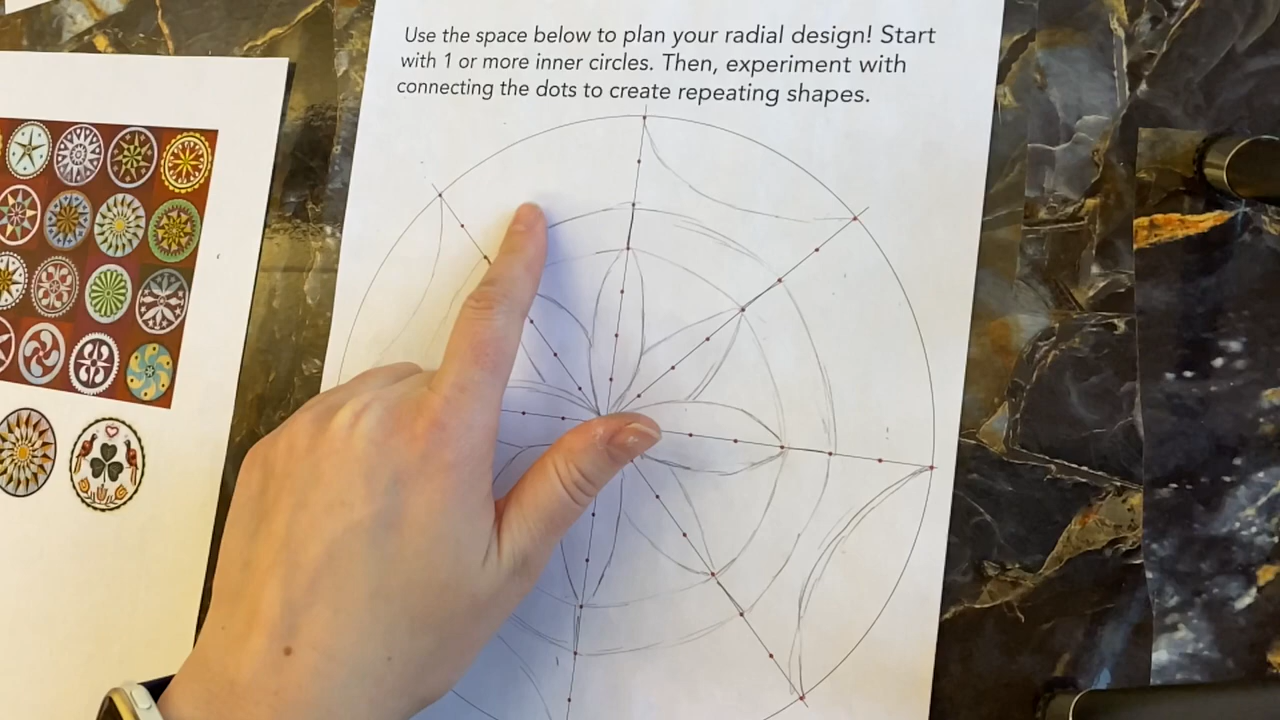 Use the space below to plan your radial design! Start
with 1 or more inner circles. Then, experiment with
connecting the dots to create repeating shapes.